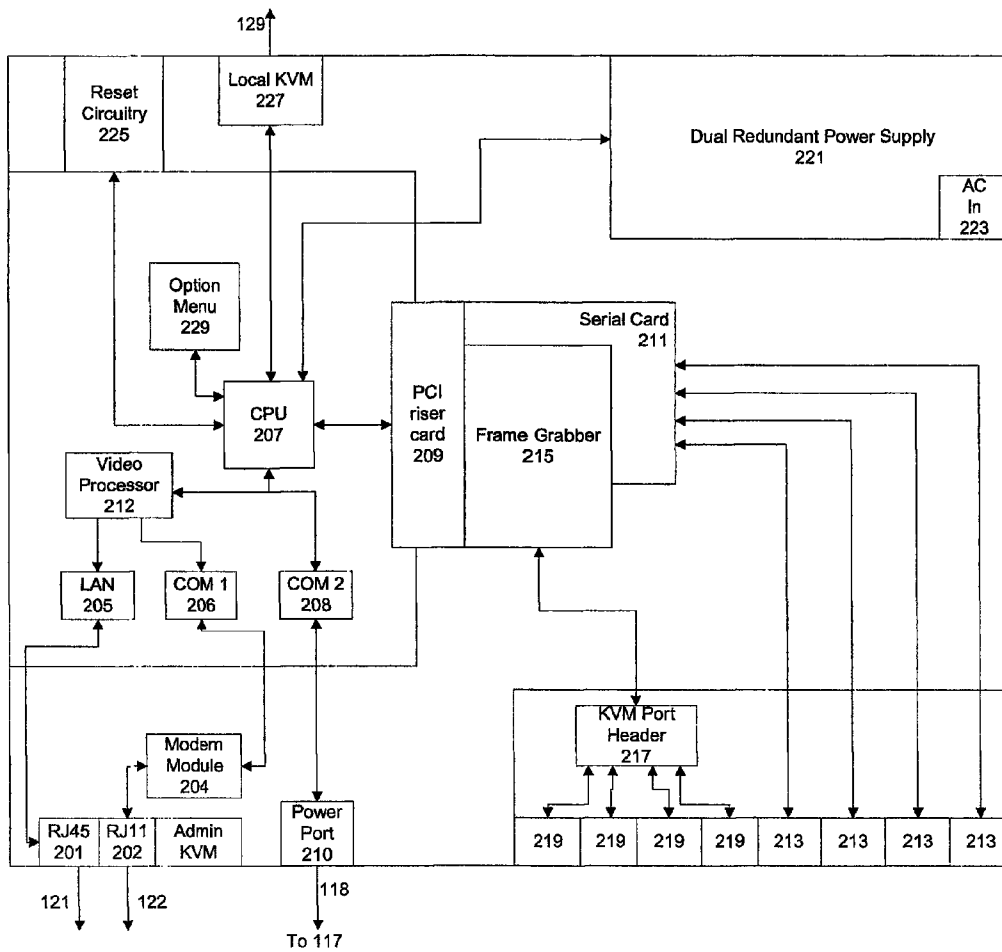 129
Reset
Circuitry
225
Local KVM
227
Dual Redundant Power Supply
221
AC
In
223
Option
Menu
229
Serial Card
211
PCI
riser
card
209
CPU
207
Frame Grabber
215
Video
Processor
212
LAN
205
COM 1
206
COM 2
208
KVM Port
Header
217
Modem
Module
204
RJ45
201
RJ11
202
Admin
KVM
Power
Port
210
219
219
219
219
213
213
213
213
121
122
118
To 117